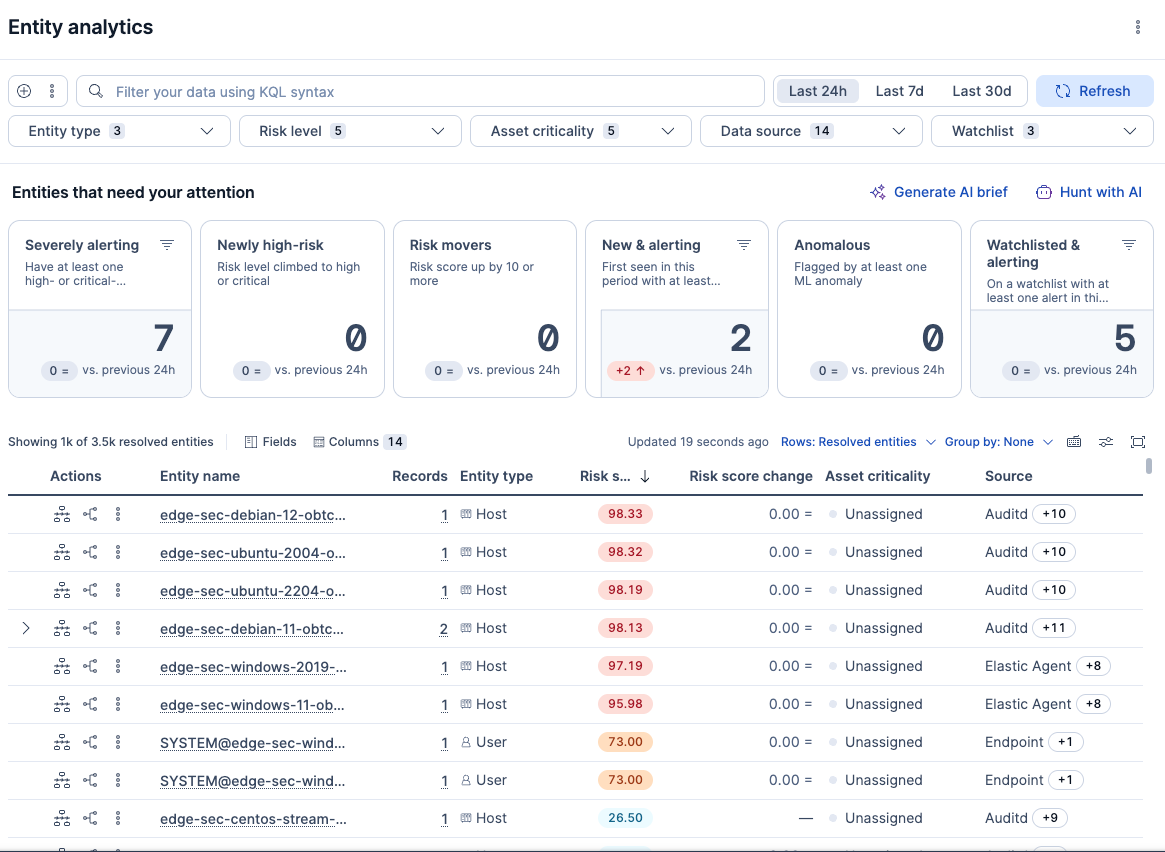 Entity analytics
Filter your data using KQL syntax
Last 24h Last 7d Last 30d Refresh
Entity type 3 Risk level 5 Asset criticality 5 Data source 14 Watchlist 3
Entities that need your attention
Generate AI brief Hunt with AI
Severely alerting
Have at least one
high- or critical-...
7
0 = vs. previous 24h
Newly high-risk
Risk level climbed to high
or critical
0
0 = vs. previous 24h
Risk movers
Risk score up by 10 or
more
0
0 = vs. previous 24h
New & alerting
First seen in this
period with at least...
2
+2 ↑ vs. previous 24h
Anomalous
Flagged by at least one
ML anomaly
0
0 = vs. previous 24h
Watchlisted &
alerting
On a watchlist with at
least one alert in thi...
5
0 = vs. previous 24h
Showing 1k of 3.5k resolved entities Fields Columns 14 Updated 19 seconds ago Rows: Resolved entities Group by: None
Actions Entity name Records Entity type Risk s... ↓ Risk score change Asset criticality Source
edge-sec-debian-12-obtc... 1 Host 98.33 0.00 = Unassigned Auditd +10
edge-sec-ubuntu-2004-o... 1 Host 98.32 0.00 = Unassigned Auditd +10
edge-sec-ubuntu-2204-o... 1 Host 98.19 0.00 = Unassigned Auditd +10
edge-sec-debian-11-obtc... 2 Host 98.13 0.00 = Unassigned Auditd +11
edge-sec-windows-2019-... 1 Host 97.19 0.00 = Unassigned Elastic Agent +8
edge-sec-windows-11-ob... 1 Host 95.98 0.00 = Unassigned Elastic Agent +8
SYSTEM@edge-sec-wind... 1 User 73.00 0.00 = Unassigned Endpoint +1
SYSTEM@edge-sec-wind... 1 User 73.00 0.00 = Unassigned Endpoint +1
edge-sec-centos-stream-... 1 Host 26.50 — Unassigned Auditd +9